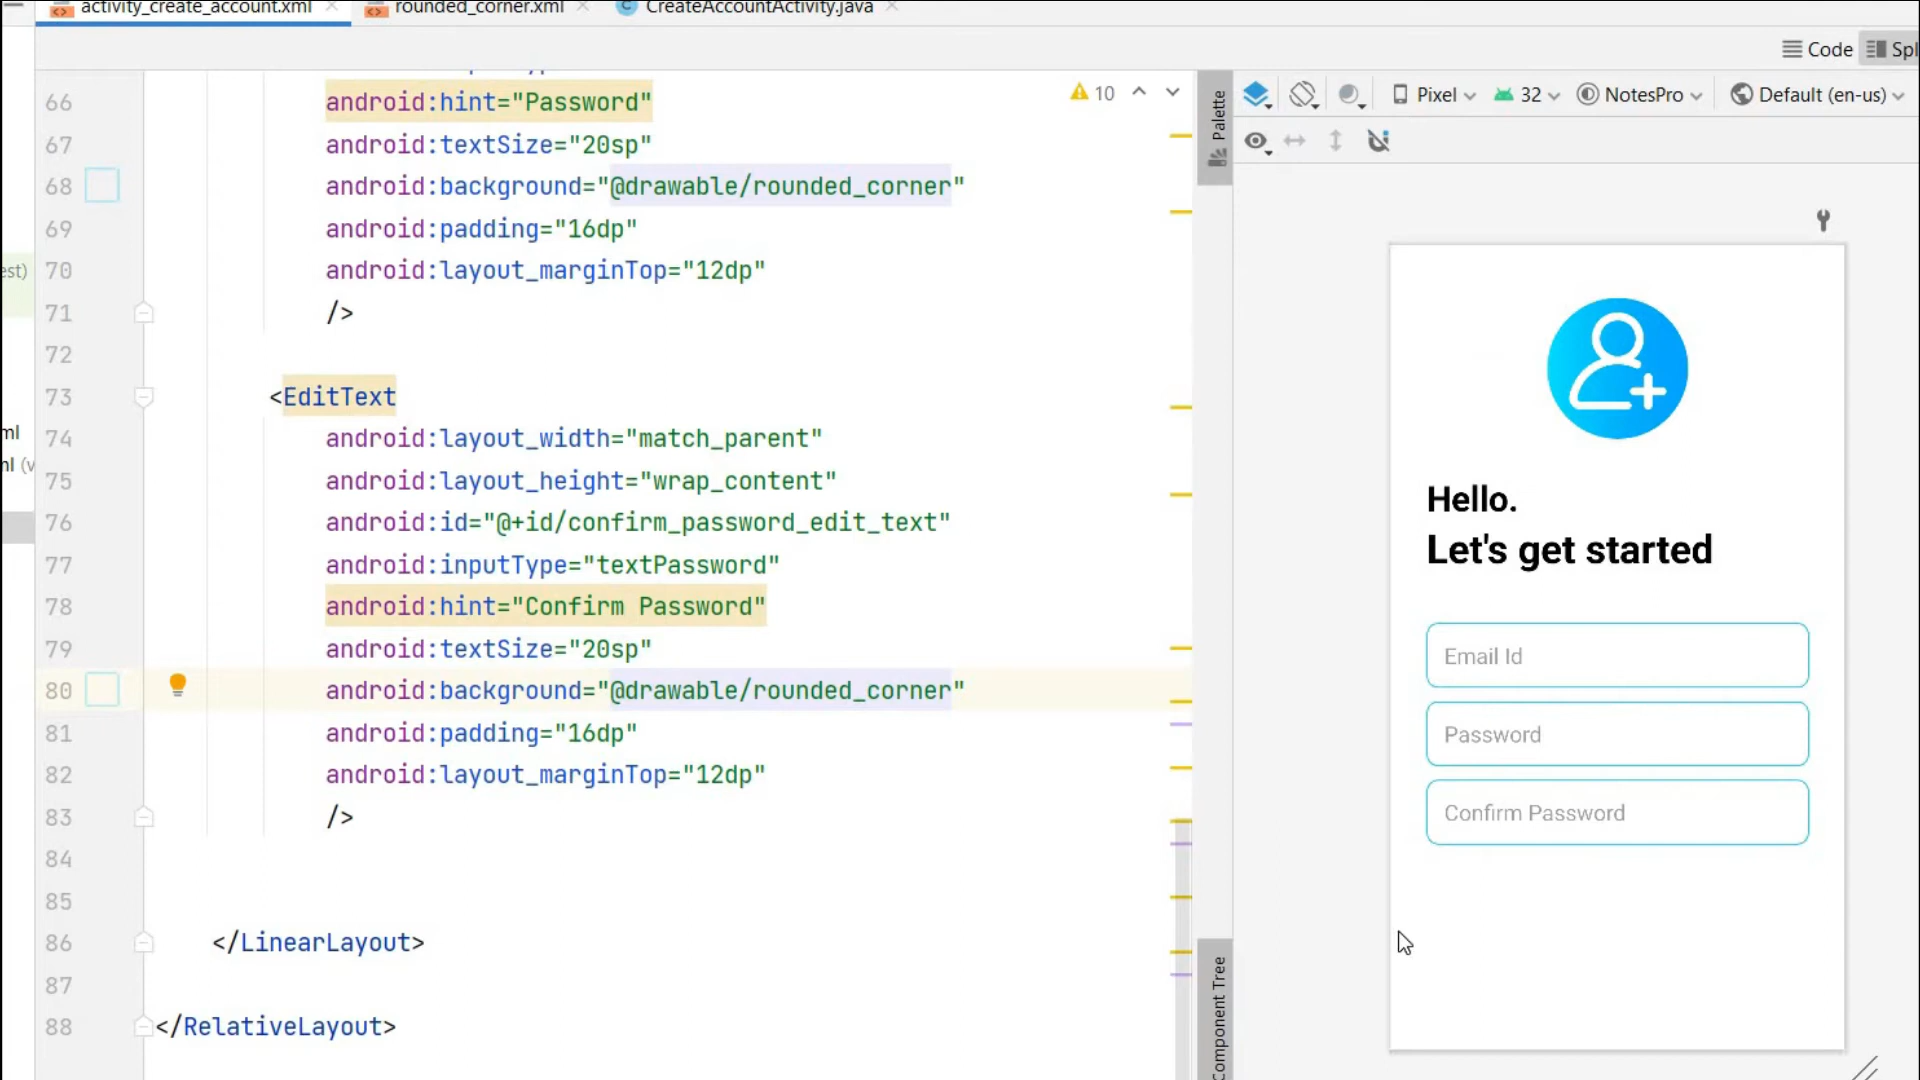 activity_create_account.xml
rounded_corner.xml
CreateAccountActivity.java
Code
Spl
66 android:hint="Password"
67 android:textSize="20sp"
68 android:background="@drawable/rounded_corner"
69 android:padding="16dp"
70 android:layout_marginTop="12dp"
71 />
72
73 <EditText
74 android:layout_width="match_parent"
75 android:layout_height="wrap_content"
76 android:id="@+id/confirm_password_edit_text"
77 android:inputType="textPassword"
78 android:hint="Confirm Password"
79 android:textSize="20sp"
80 android:background="@drawable/rounded_corner"
81 android:padding="16dp"
82 android:layout_marginTop="12dp"
83 />
84
85
86 </LinearLayout>
87
88 </RelativeLayout>
10
est)
ml
ml (v
Palette
Component Tree
Pixel
32
NotesPro
Default (en-us)
Hello.
Let's get started
Email Id
Password
Confirm Password